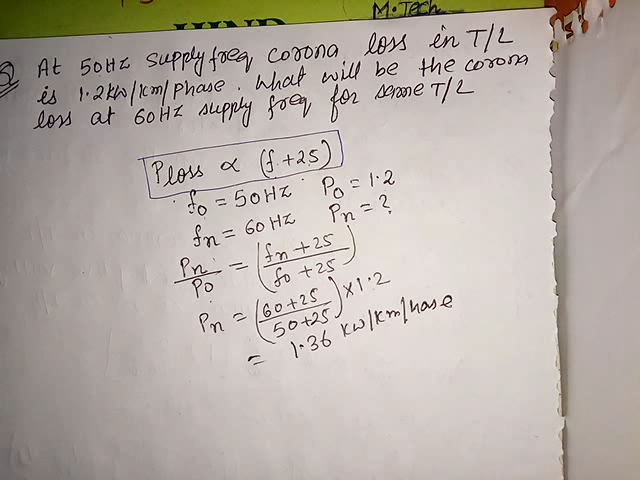 M.Tech
Q At 50Hz supply freq corona loss in T/L
is 1.2kw/km/phase. What will be the corona
loss at 60Hz supply freq for same T/L
Ploss ∝ (f+25)
f0 = 50Hz P0 = 1.2
fn = 60Hz Pn = ?
Pn/P0 = (fn+25/f0+25)
Pn = (60+25/50+25) × 1.2
= 1.36 kw/km/phase